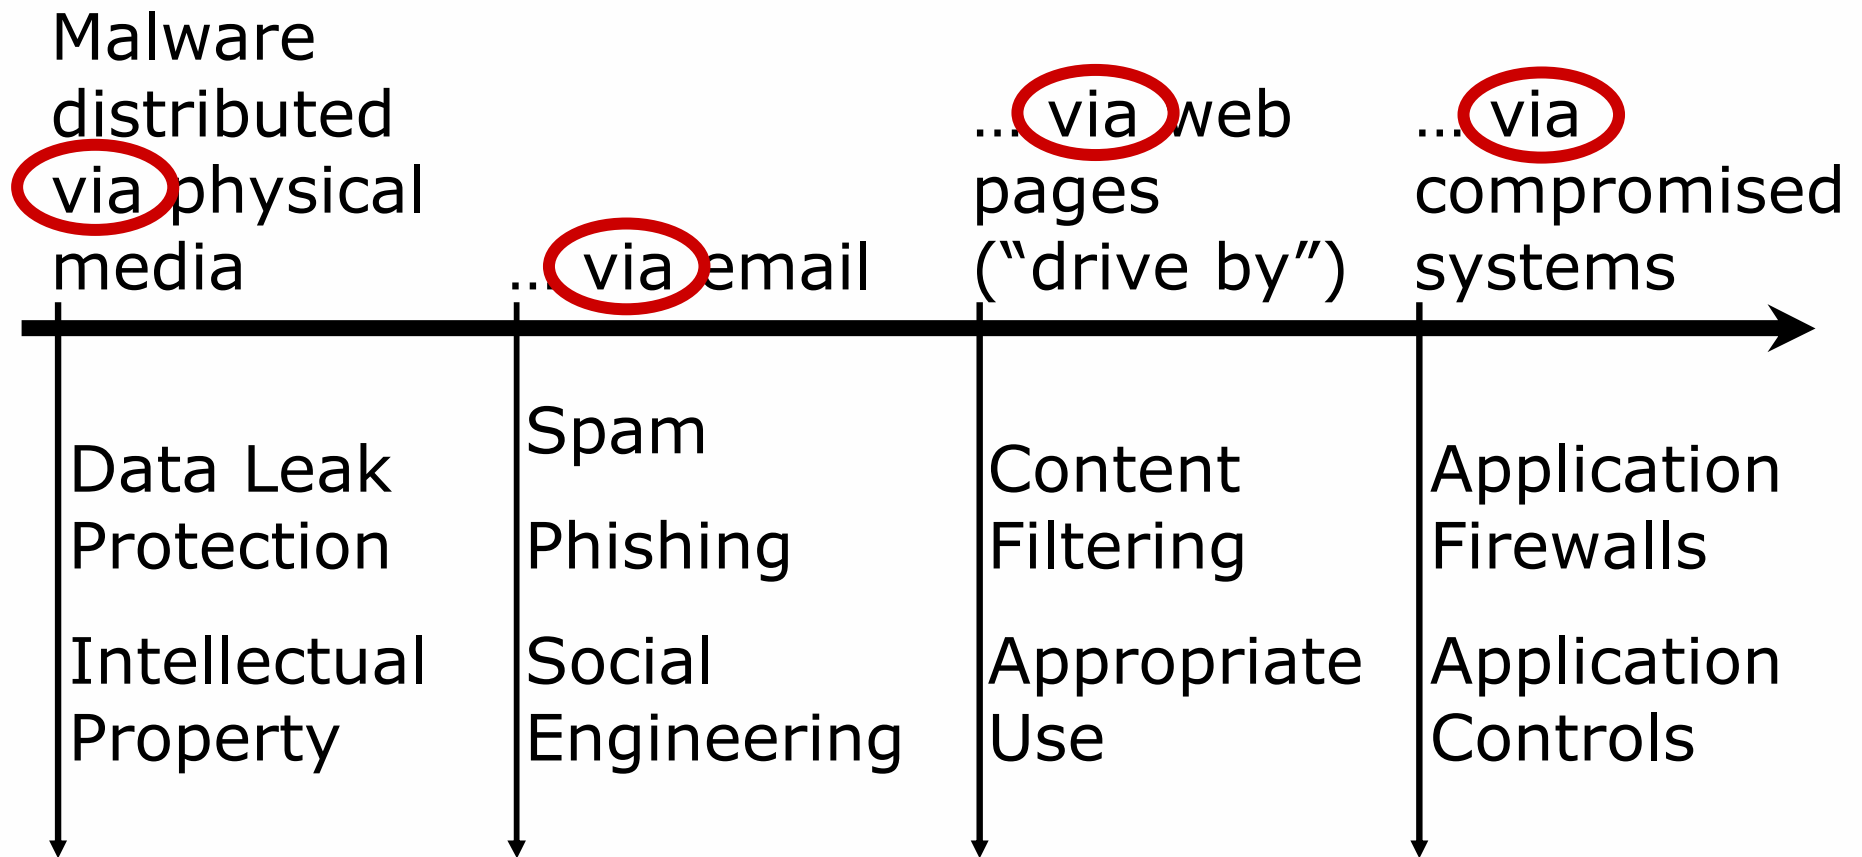 Malware
distributed
via physical
media
... via email
... via web
pages
(“drive by”)
... via
compromised
systems
Data Leak
Protection
Intellectual
Property
Spam
Phishing
Social
Engineering
Content
Filtering
Appropriate
Use
Application
Firewalls
Application
Controls